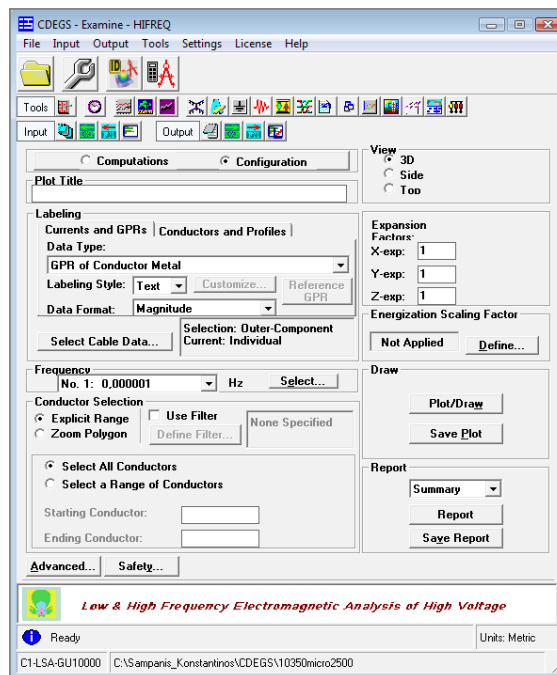 CDEGS - Examine - HIFREQ
File Input Output Tools Settings License Help
ID
Tools
Input Output
Computations Configuration
Plot Title
View
3D
Side
Top
Labeling
Currents and GPRs Conductors and Profiles
Data Type:
GPR of Conductor Metal
Labeling Style: Text Customize... Reference GPR
Data Format: Magnitude
Select Cable Data... Selection: Outer-Component
Current: Individual
Expansion
Factors:
X-exp: 1
Y-exp: 1
Z-exp: 1
Energization Scaling Factor
Not Applied Define...
Frequency
No. 1: 0,000001 Hz Select...
Conductor Selection
Explicit Range Use Filter None Specified
Zoom Polygon Define Filter...
Select All Conductors
Select a Range of Conductors
Starting Conductor:
Ending Conductor:
Draw
Plot/Draw
Save Plot
Report
Summary
Report
Save Report
Advanced... Safety...
Low & High Frequency Electromagnetic Analysis of High Voltage
Ready Units: Metric
C1-LSA-GU10000 C:\Sampanis_Konstantinos\CDEGS\10350micro2500